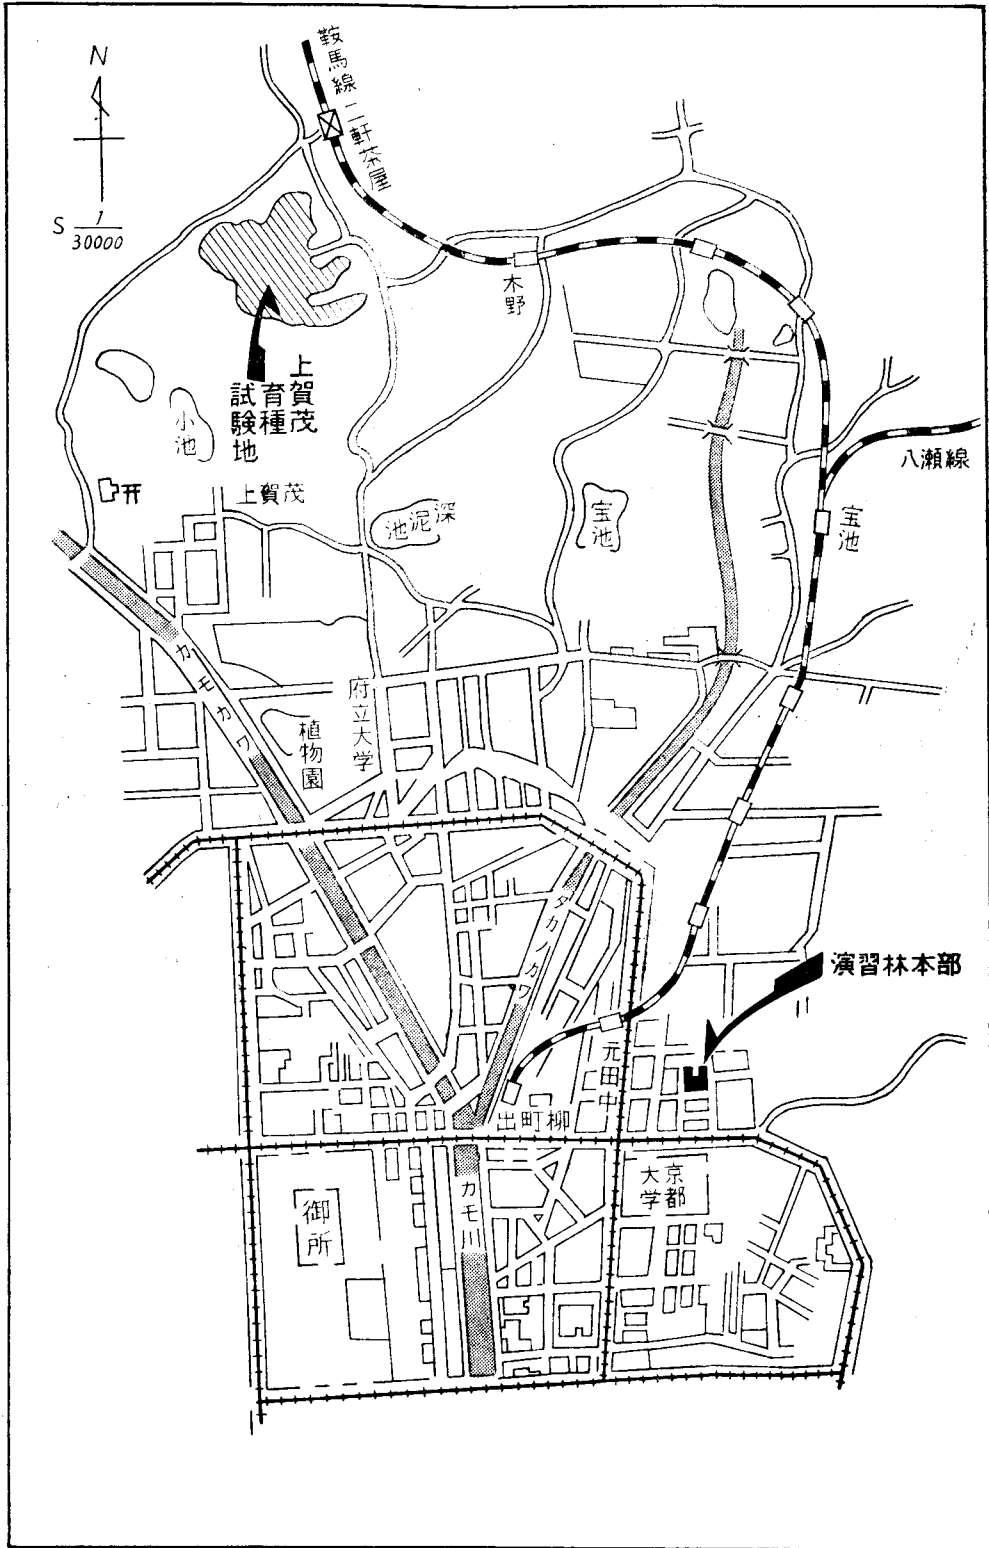 N
S 1/30000
鞍馬線 二軒茶屋
木野
上賀茂
育種
試験地
小池
上賀茂
深泥池
宝池
八瀬線
宝池
カモガワ
植物園
府立大学
タカノガワ
演習林本部
元田中
出町柳
京都
大学
御所
カモ川